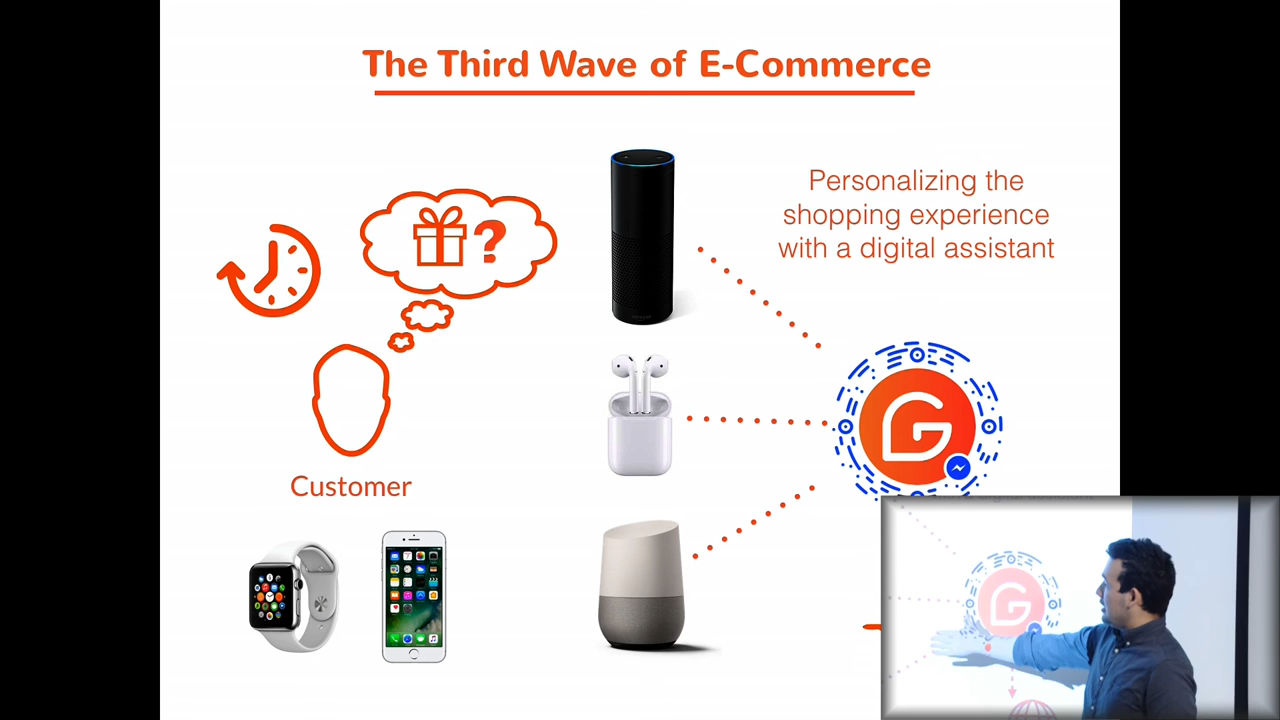 The Third Wave of E-Commerce
Personalizing the
shopping experience
with a digital assistant
?
G
Customer
G